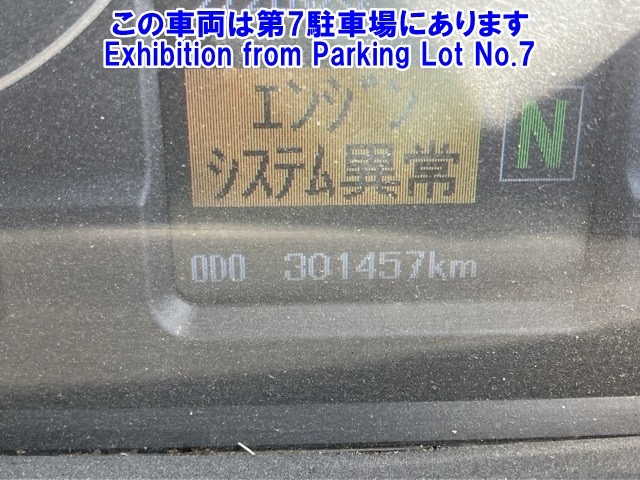 この車両は第7駐車場にあります
Exhibition from Parking Lot No.7
エンジン
システム異常
N
ODO 301457km